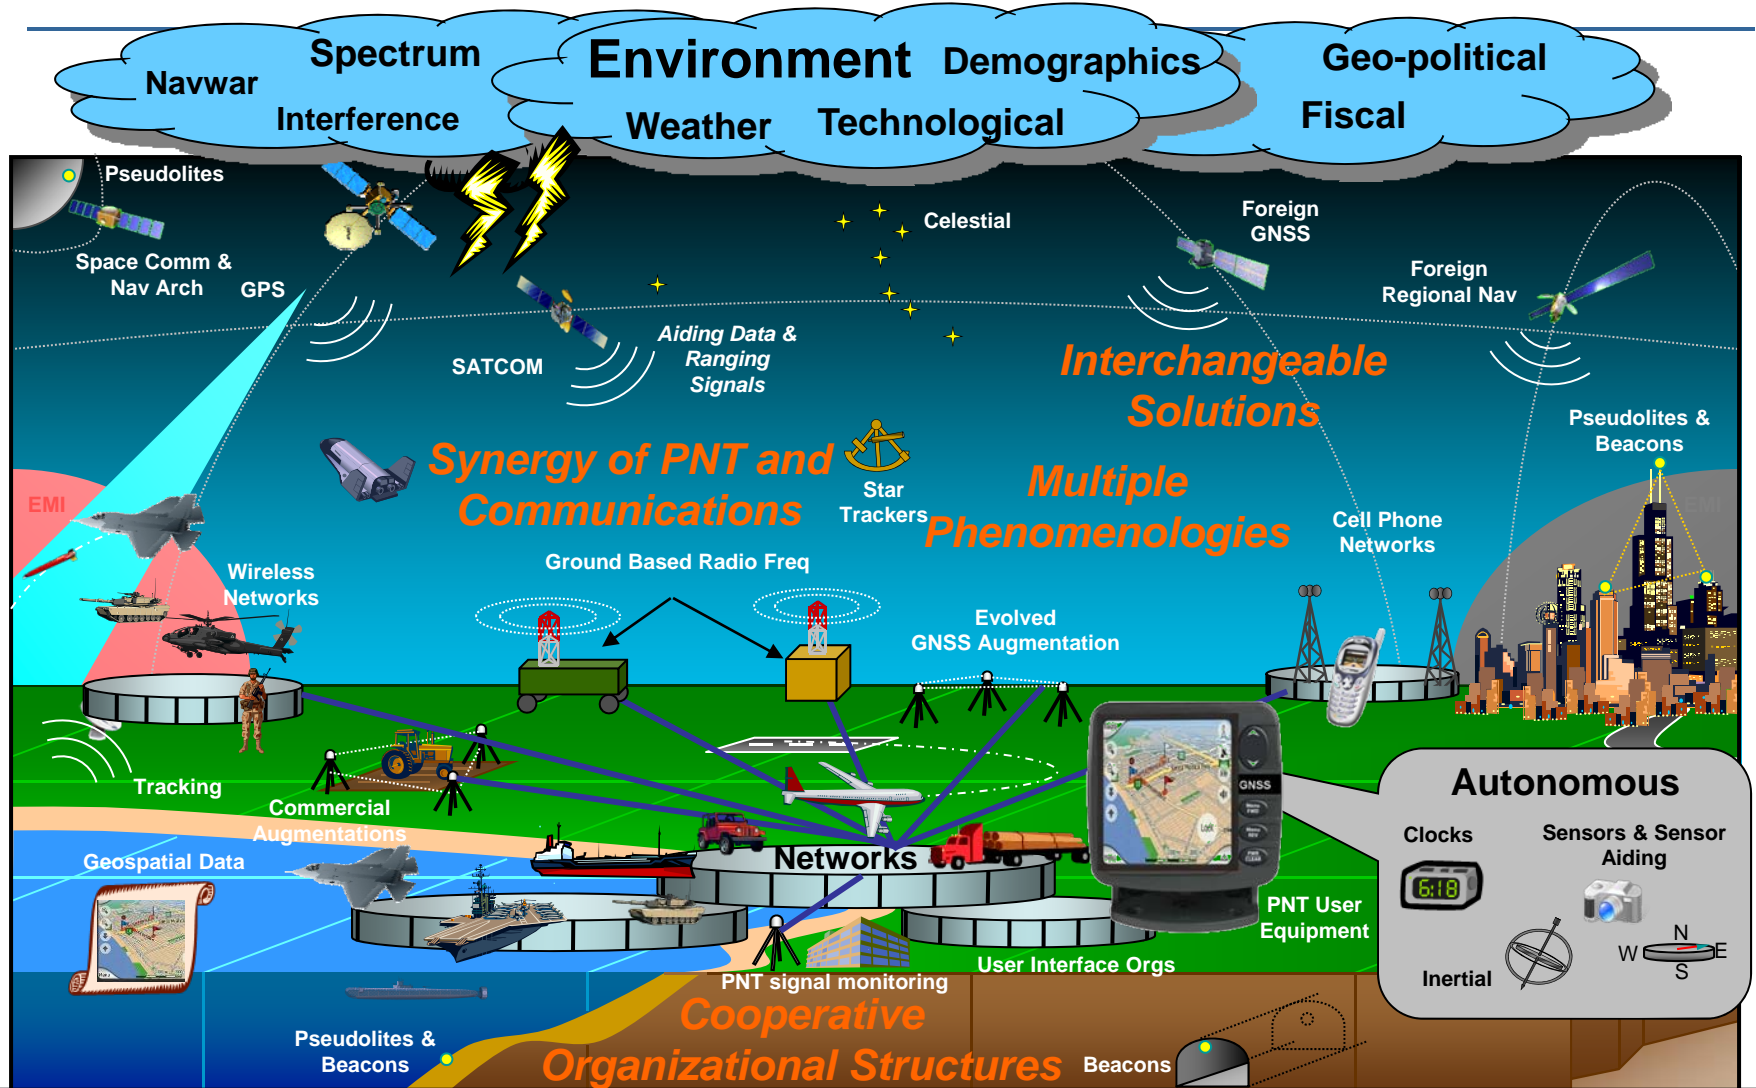 Spectrum
Environment
Demographics
Geo-political
Navwar
Interference
Weather
Technological
Fiscal
Pseudolites
Space Comm &
Nav Arch
GPS
Celestial
Foreign
GNSS
Foreign
Regional Nav
SATCOM
Aiding Data &
Ranging
Signals
Interchangeable
Solutions
Pseudolites &
Beacons
Synergy of PNT and
Communications
Star
Trackers
Multiple
Phenomenologies
EMI
EMI
Cell Phone
Networks
Wireless
Networks
Ground Based Radio Freq
Evolved
GNSS Augmentation
Tracking
Commercial
Augmentations
GNSS
Autonomous
Clocks
Sensors & Sensor
Aiding
6:18
Inertial
N
W
E
S
Geospatial Data
Networks
PNT User
Equipment
User Interface Orgs
PNT signal monitoring
Cooperative
Organizational Structures
Pseudolites &
Beacons
Beacons